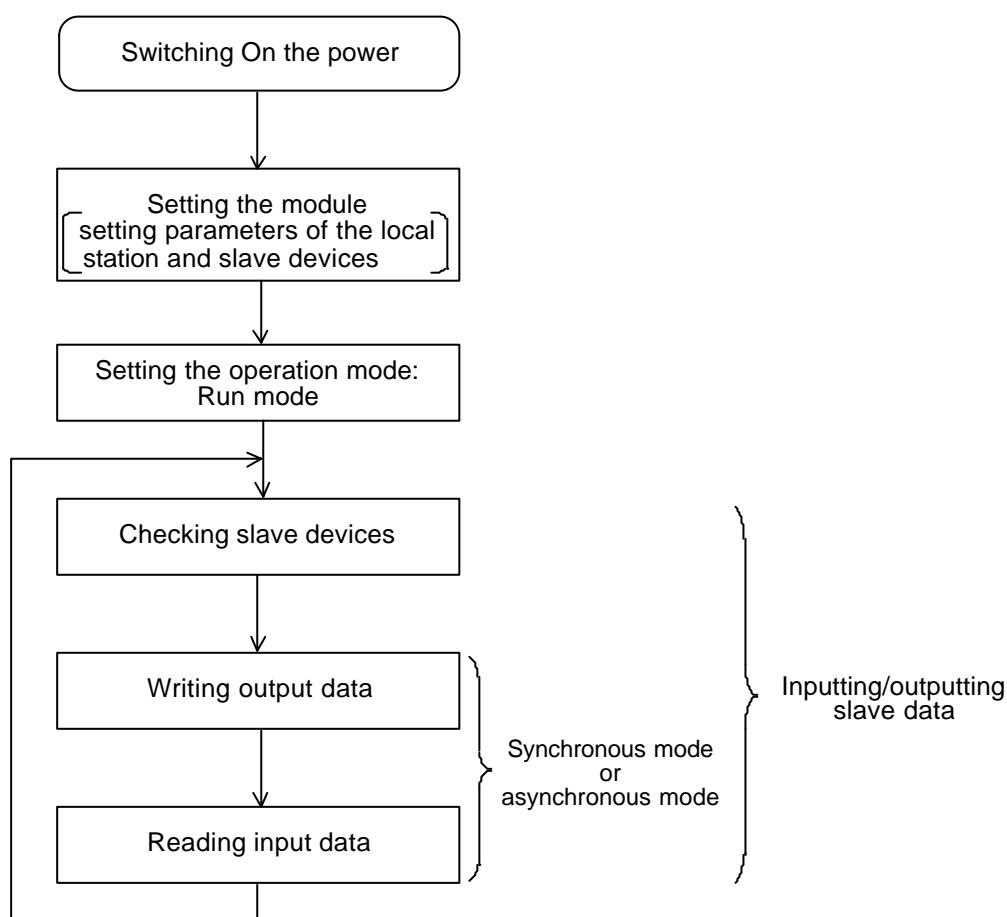 Switching On the power
Setting the module
setting parameters of the local
station and slave devices
Setting the operation mode:
Run mode
Checking slave devices
Writing output data
Reading input data
Synchronous mode
or
asynchronous mode
Inputting/outputting
slave data